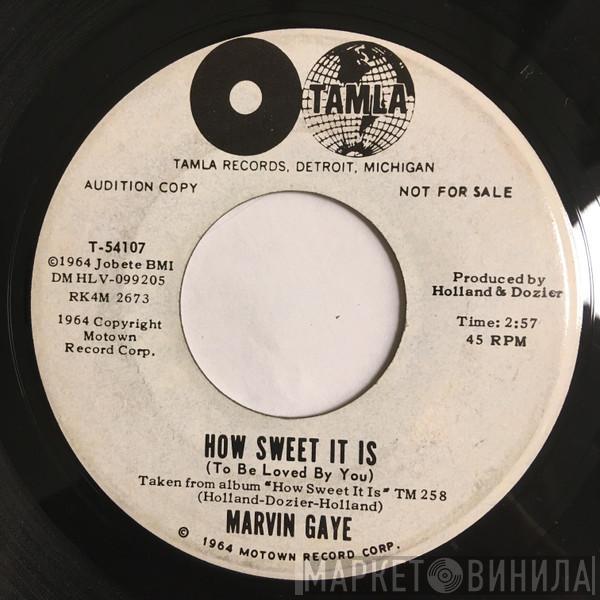 TAMLA
TAMLA RECORDS, DETROIT, MICHIGAN
AUDITION COPY
NOT FOR SALE
T-54107
©1964 Jobete BMI
DM HLV-099205
RK4M 2673
1964 Copyright
Motown
Record Corp.
Produced by
Holland & Dozier
Time: 2:57
45 RPM
HOW SWEET IT IS
(To Be Loved By You)
Taken from album "How Sweet It Is" TM 258
(Holland-Dozier-Holland)
MARVIN GAYE
© 1964 MOTOWN RECORD CORP.
МАРКЕТ ВИНИЛА